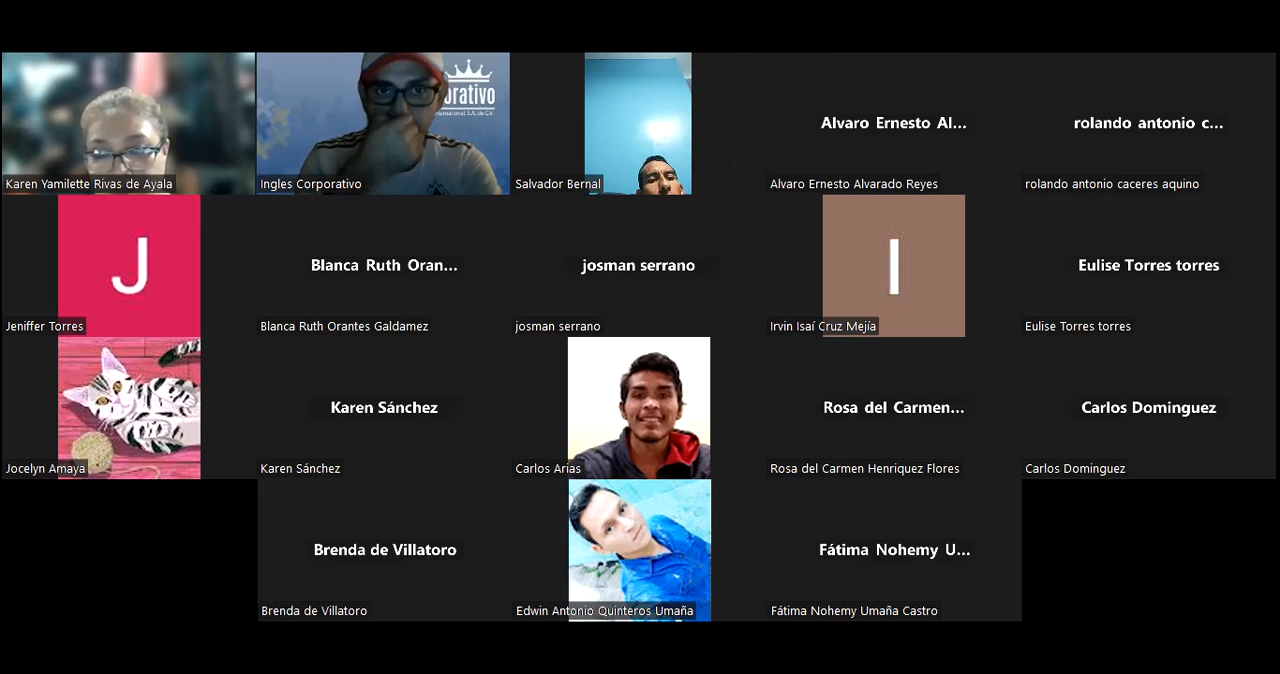 orativo
International, S.A. de C.V.
Alvaro Ernesto Al...
rolando antonio c...
Karen Yamilette Rivas de Ayala
Ingles Corporativo
Salvador Bernal
Alvaro Ernesto Alvarado Reyes
rolando antonio caceres aquino
J
Blanca Ruth Oran...
josman serrano
I
Eulise Torres torres
Jeniffer Torres
Blanca Ruth Orantes Galdamez
josman serrano
Irvin Isaí Cruz Mejía
Eulise Torres torres
Karen Sánchez
Rosa del Carmen...
Carlos Dominguez
Jocelyn Amaya
Karen Sánchez
Carlos Arias
Rosa del Carmen Henriquez Flores
Carlos Dominguez
Brenda de Villatoro
Fátima Nohemy U...
Brenda de Villatoro
Edwin Antonio Quinteros Umaña
Fátima Nohemy Umaña Castro